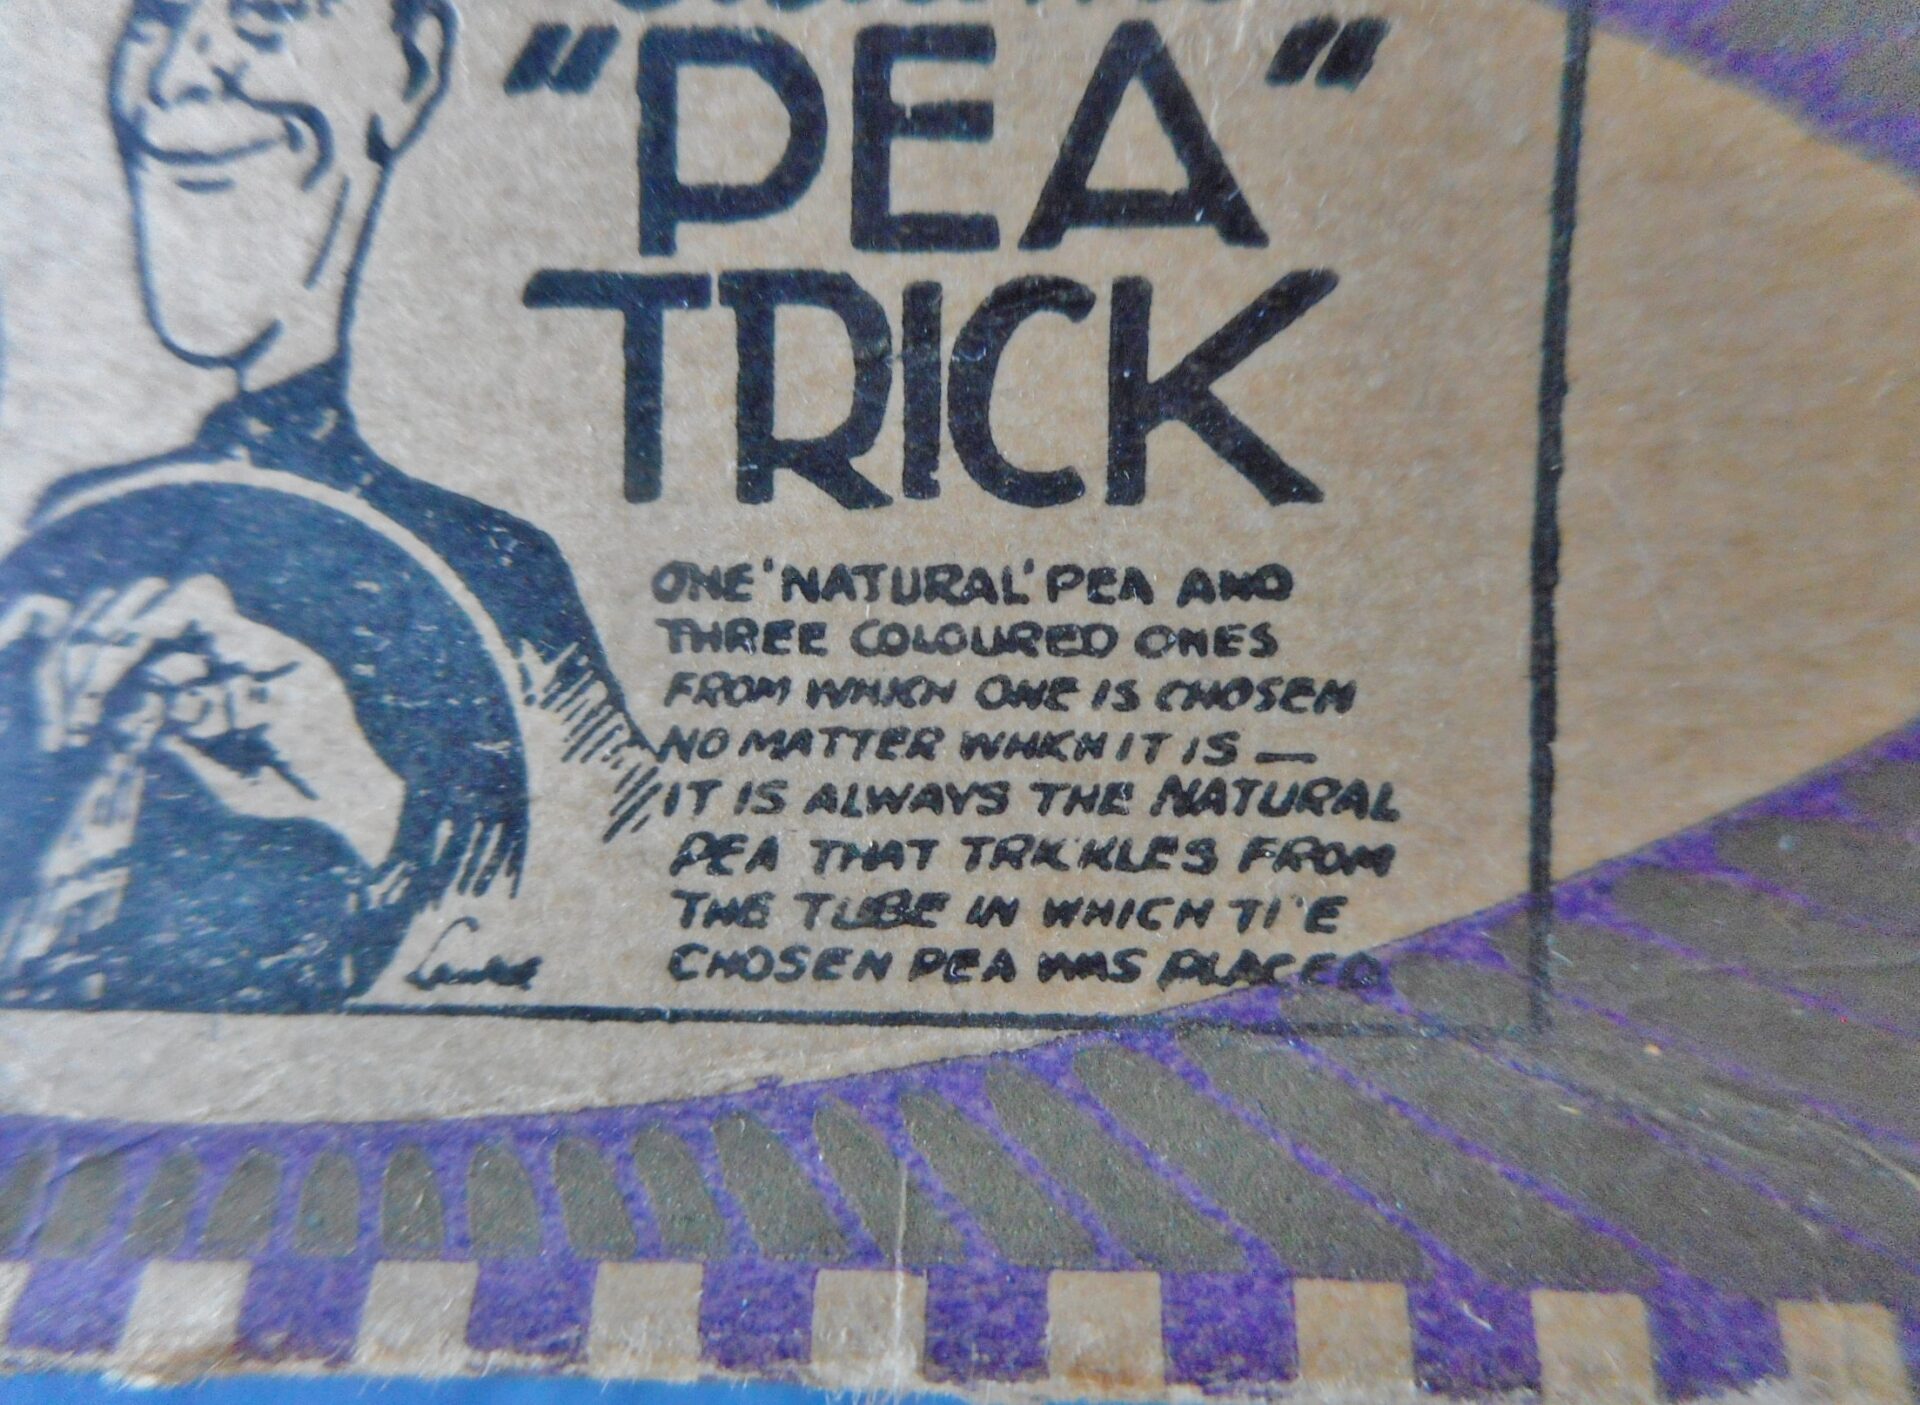 "PEA"
TRICK
ONE 'NATURAL' PEA AND
THREE COLOURED ONES
FROM WHICH ONE IS CHOSEN
NO MATTER WHICH IT IS —
IT IS ALWAYS THE NATURAL
PEA THAT TRICKLES FROM
THE TUBE IN WHICH THE
CHOSEN PEA WAS PLACED